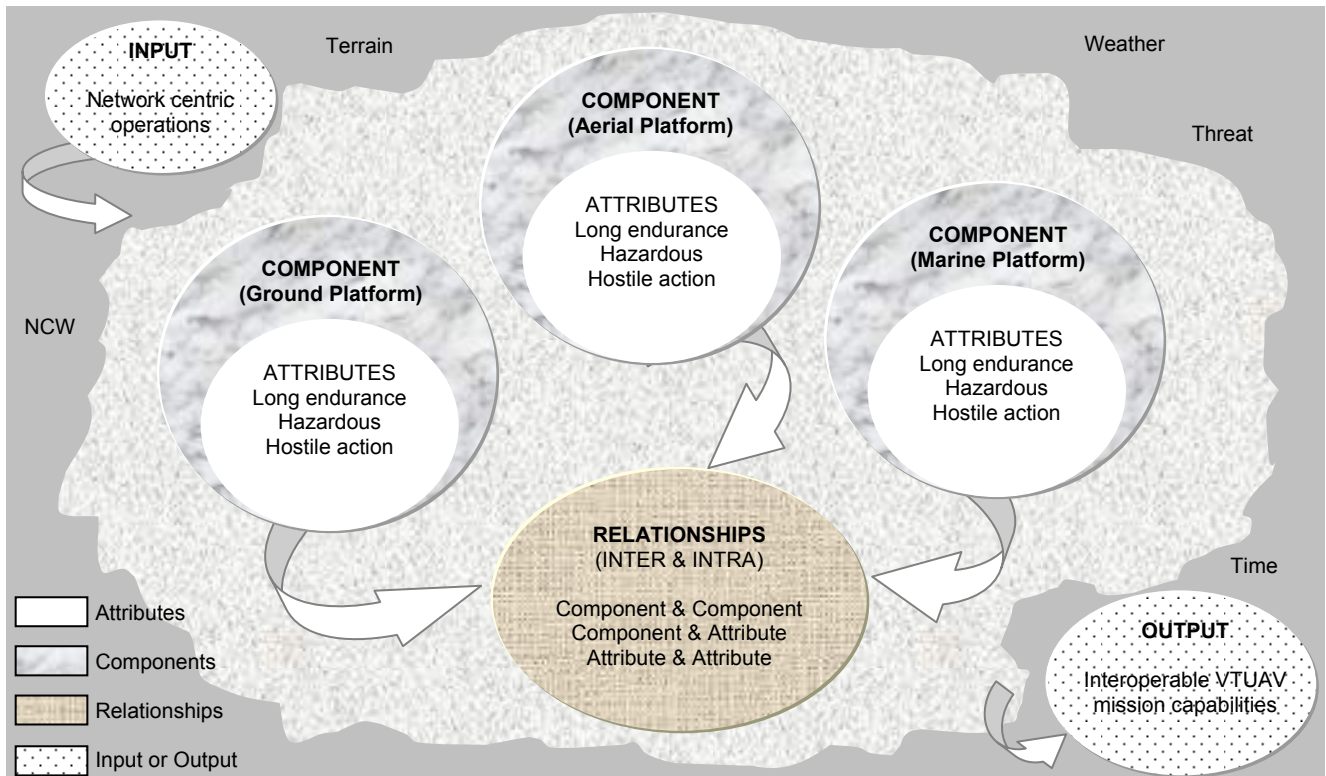 INPUT
Network centric
operations
Terrain
Weather
Threat
COMPONENT
(Aerial Platform)
ATTRIBUTES
Long endurance
Hazardous
Hostile action
COMPONENT
(Marine Platform)
ATTRIBUTES
Long endurance
Hazardous
Hostile action
COMPONENT
(Ground Platform)
ATTRIBUTES
Long endurance
Hazardous
Hostile action
NCW
RELATIONSHIPS
(INTER & INTRA)
Component & Component
Component & Attribute
Attribute & Attribute
Time
OUTPUT
Interoperable VTUAV
mission capabilities
Attributes
Components
Relationships
Input or Output